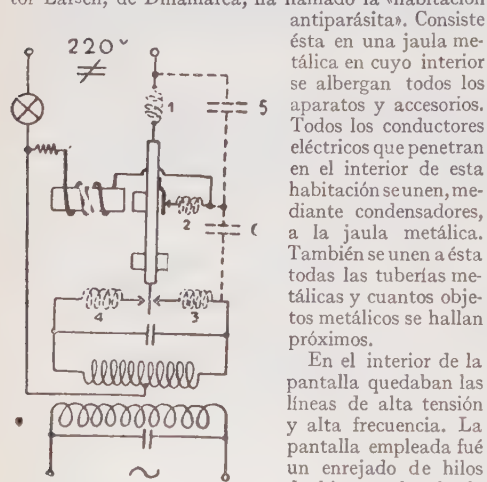 tor Larsen, de Dinamarca, ha llamado la «habitación
antiparásita». Consiste
ésta en una jaula me-
tálica en cuyo interior
se albergan todos los
aparatos y accesorios.
Todos los conductores
eléctricos que penetran
en el interior de esta
habitación se unen, me-
diante condensadores,
a la jaula metálica.
También se unen a ésta
todas las tuberías me-
tálicas y cuantos obje-
tos metálicos se hallan
próximos.
En el interior de la
pantalla quedaban las
líneas de alta tensión
y alta frecuencia. La
pantalla empleada fué
un enrejado de hilos
220
1
5
2
4
3